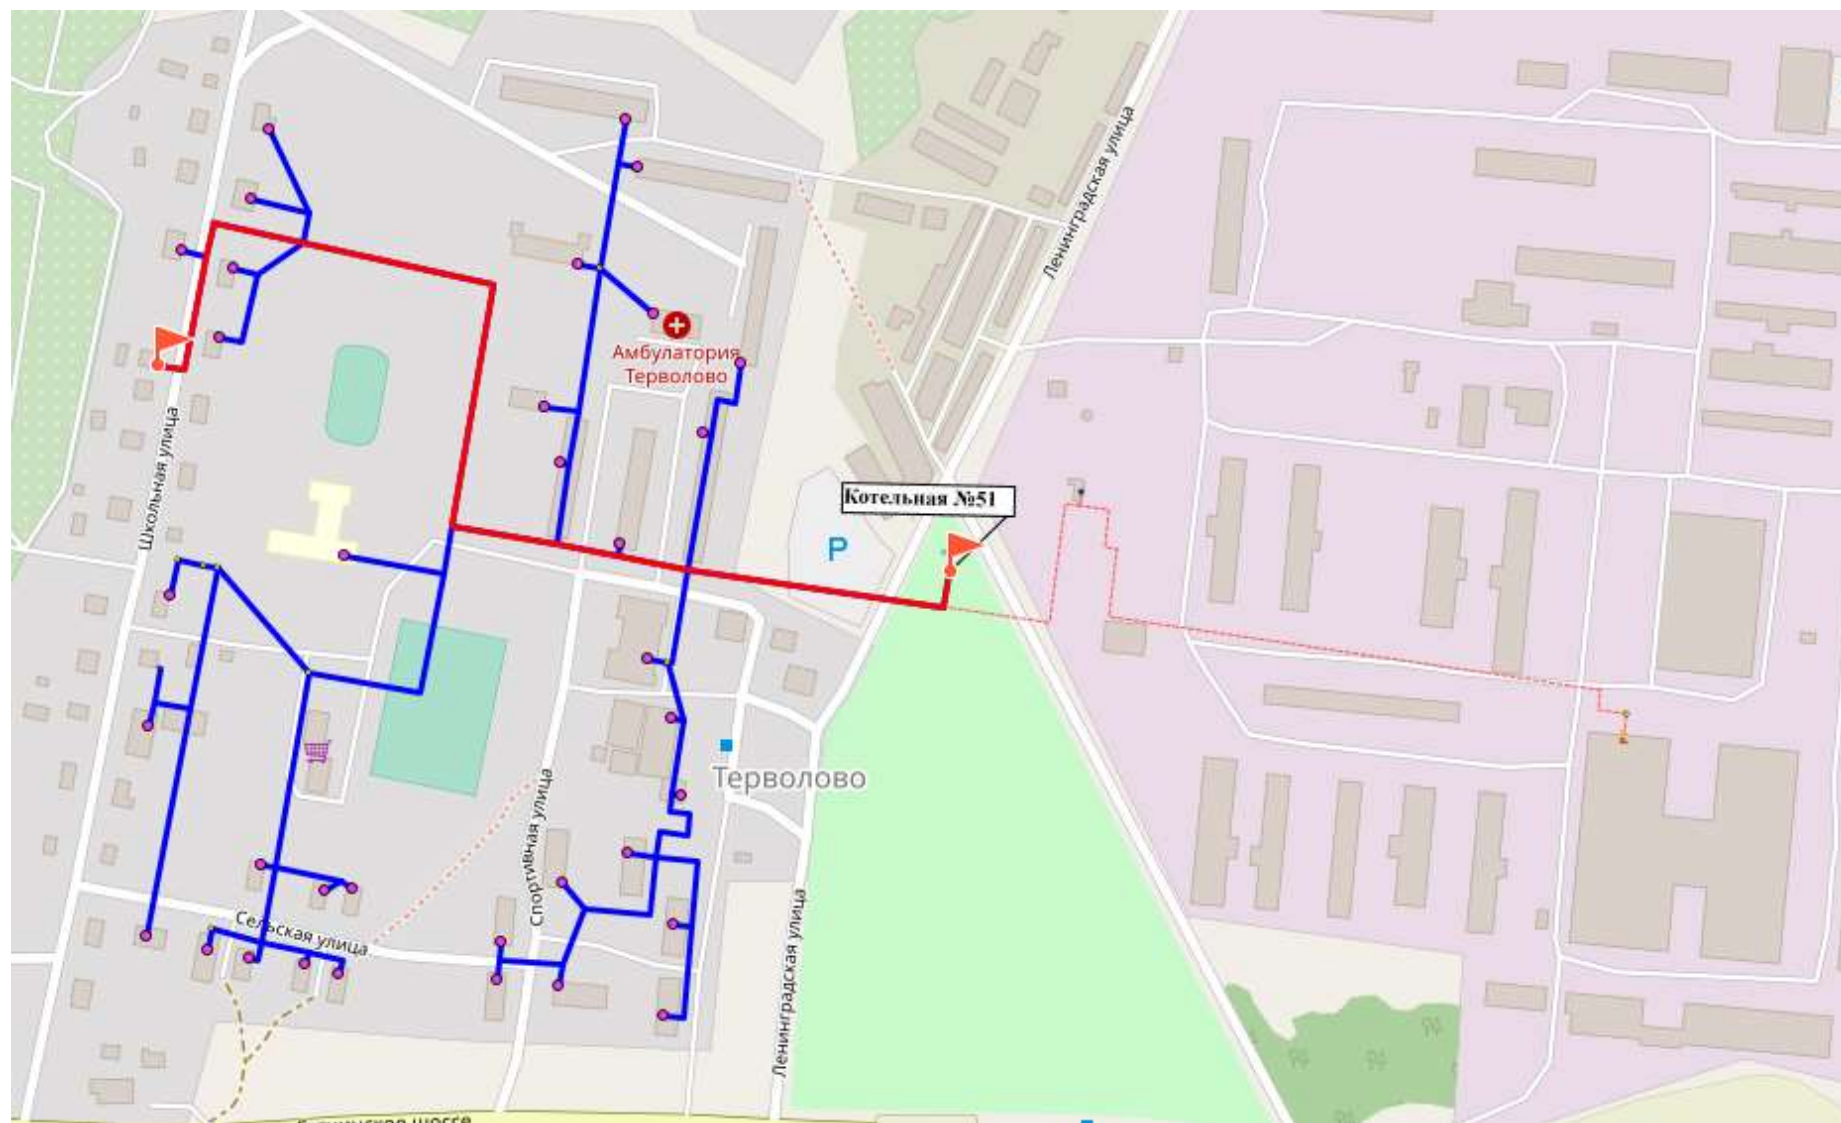 Ленинградская улица
Амбулатория
Терволово
Школьная улица
Котельная №51
P
Терволово
Спортивная улица
Сельская улица
Ленинградская улица